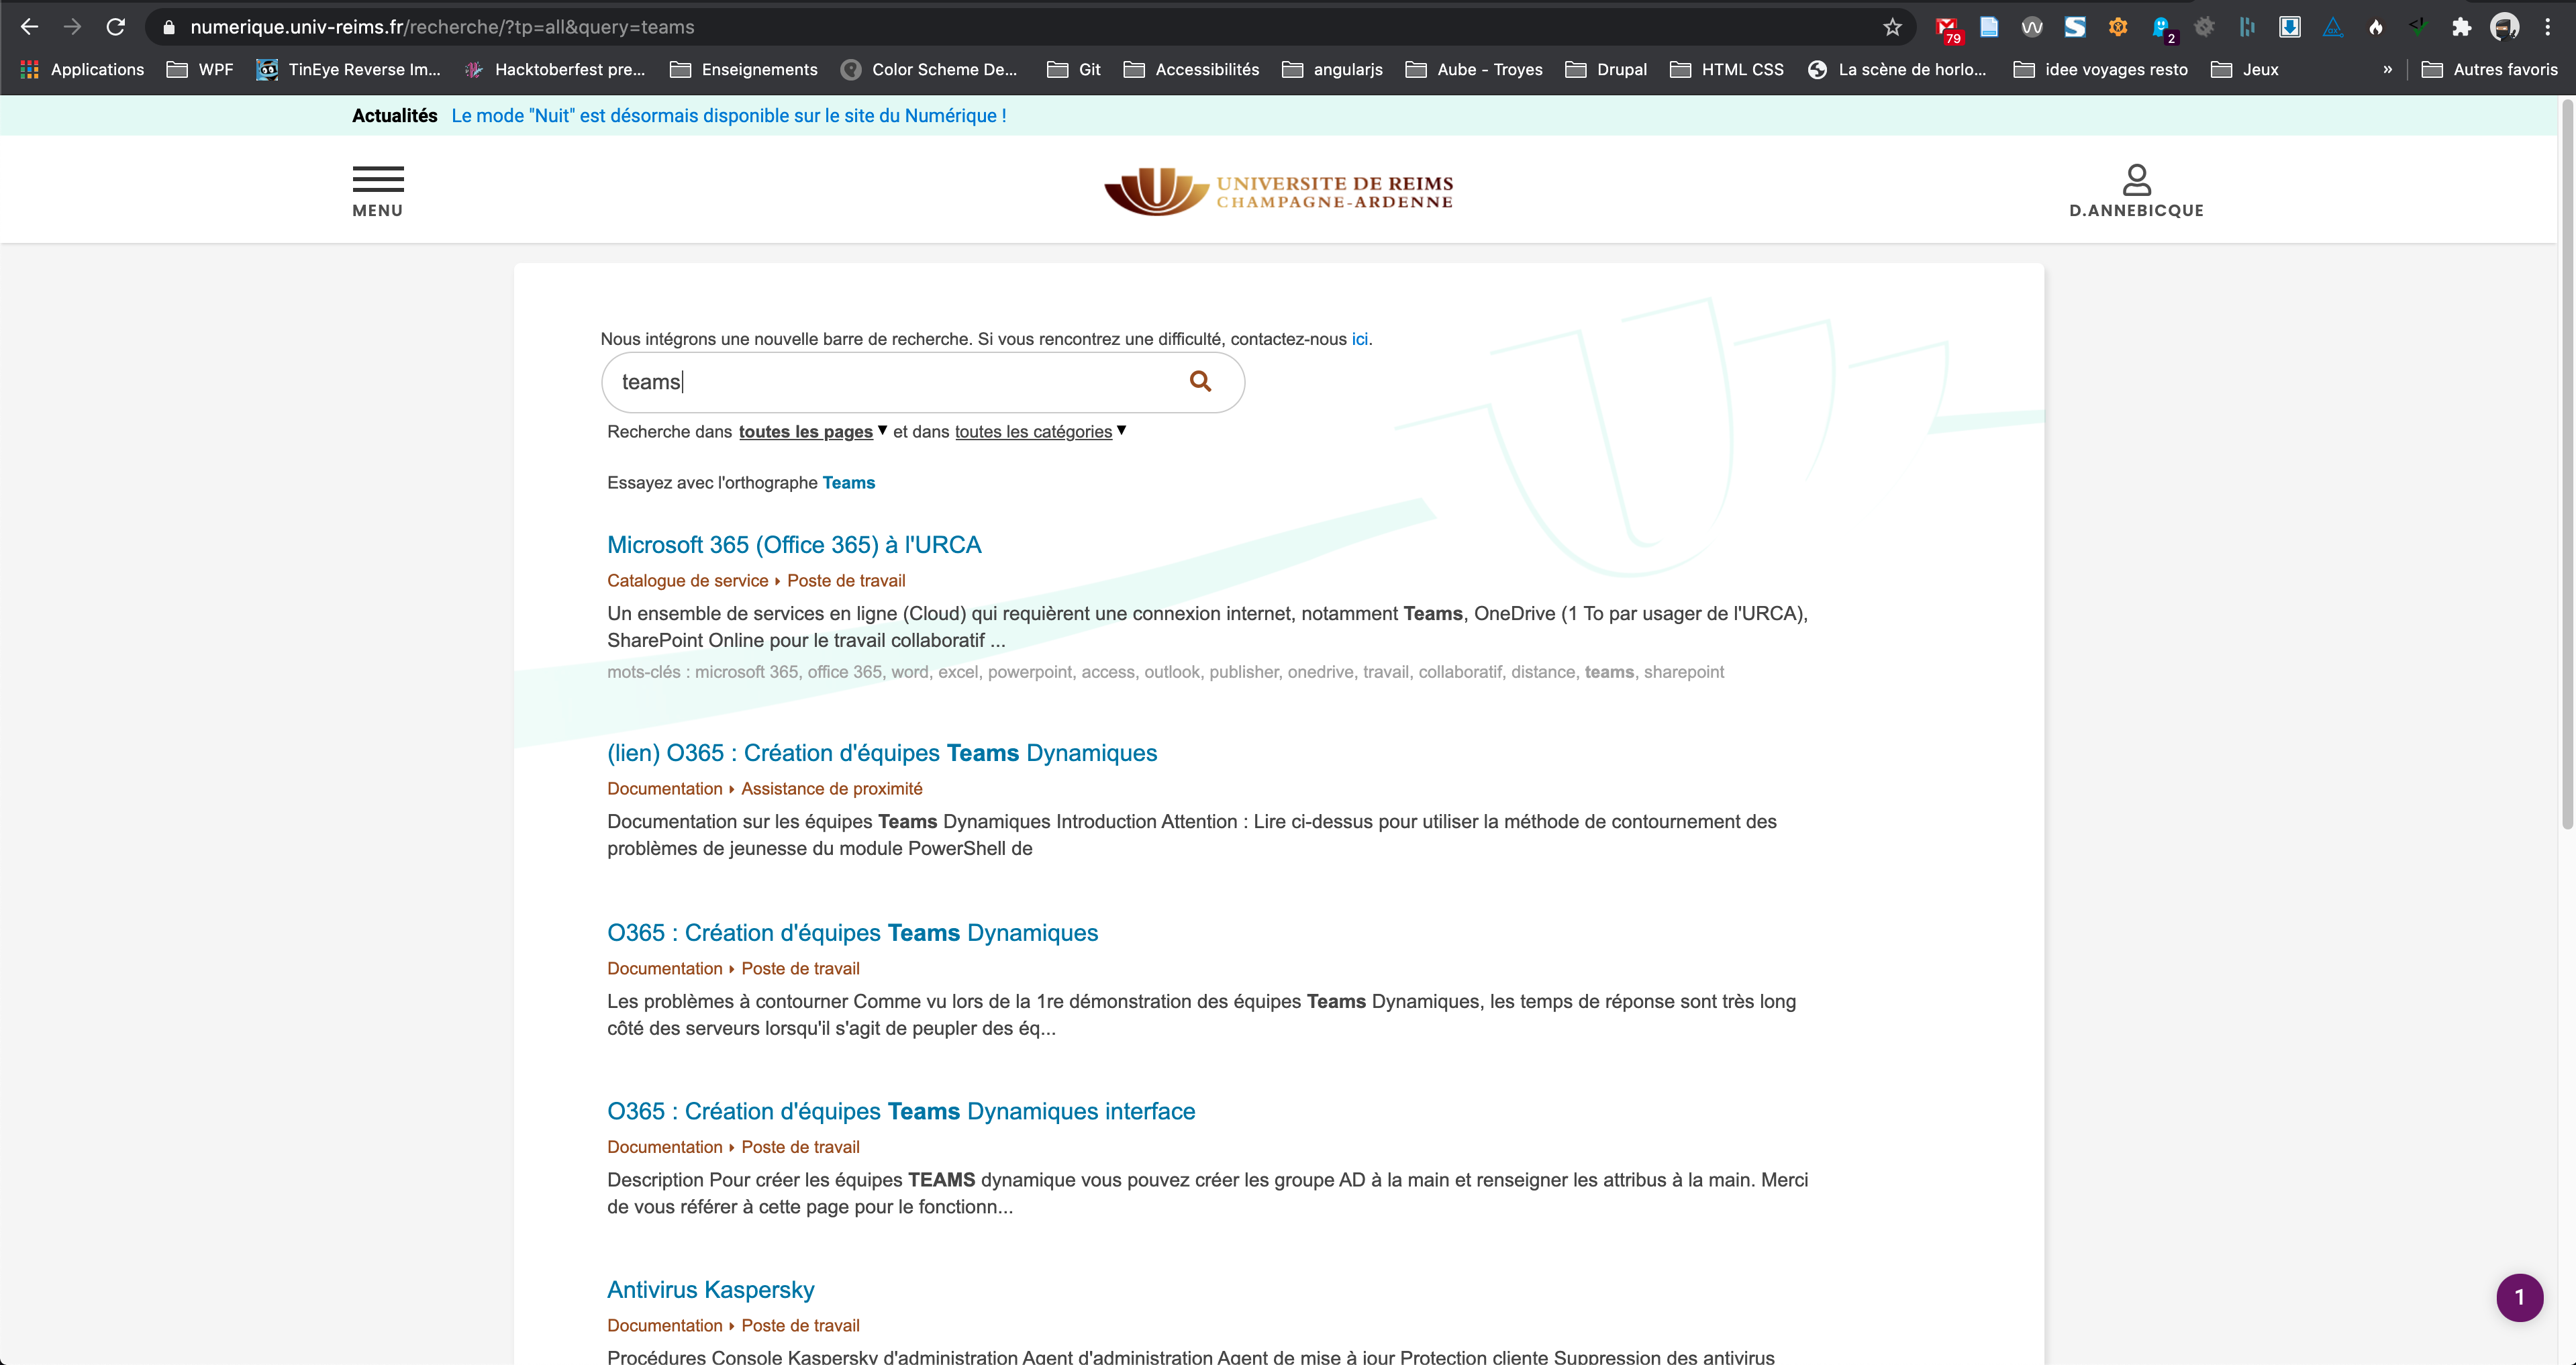 numerique.univ-reims.fr/recherche/?tp=all&query=teams
79
2
Applications WPF TinEye Reverse Im... Hacktoberfest pre... Enseignements Color Scheme De... Git Accessibilités angularjs Aube - Troyes Drupal HTML CSS La scène de horlo... idee voyages resto Jeux » Autres favoris
Actualités Le mode "Nuit" est désormais disponible sur le site du Numérique !
MENU
UNIVERSITE DE REIMS
CHAMPAGNE-ARDENNE
D.ANNEBICQUE
Nous intégrons une nouvelle barre de recherche. Si vous rencontrez une difficulté, contactez-nous ici.
teams
Recherche dans toutes les pages ▼ et dans toutes les catégories ▼
Essayez avec l'orthographe Teams
Microsoft 365 (Office 365) à l'URCA
Catalogue de service ▸ Poste de travail
Un ensemble de services en ligne (Cloud) qui requièrent une connexion internet, notamment Teams, OneDrive (1 To par usager de l'URCA),
SharePoint Online pour le travail collaboratif ...
mots-clés : microsoft 365, office 365, word, excel, powerpoint, access, outlook, publisher, onedrive, travail, collaboratif, distance, teams, sharepoint
(lien) O365 : Création d'équipes Teams Dynamiques
Documentation ▸ Assistance de proximité
Documentation sur les équipes Teams Dynamiques Introduction Attention : Lire ci-dessus pour utiliser la méthode de contournement des
problèmes de jeunesse du module PowerShell de
O365 : Création d'équipes Teams Dynamiques
Documentation ▸ Poste de travail
Les problèmes à contourner Comme vu lors de la 1re démonstration des équipes Teams Dynamiques, les temps de réponse sont très long
côté des serveurs lorsqu'il s'agit de peupler des éq...
O365 : Création d'équipes Teams Dynamiques interface
Documentation ▸ Poste de travail
Description Pour créer les équipes TEAMS dynamique vous pouvez créer les groupe AD à la main et renseigner les attribus à la main. Merci
de vous référer à cette page pour le fonctionn...
Antivirus Kaspersky
Documentation ▸ Poste de travail
Procédures Console Kaspersky d'administration Agent d'administration Agent de mise à jour Protection cliente Suppression des antivirus
1